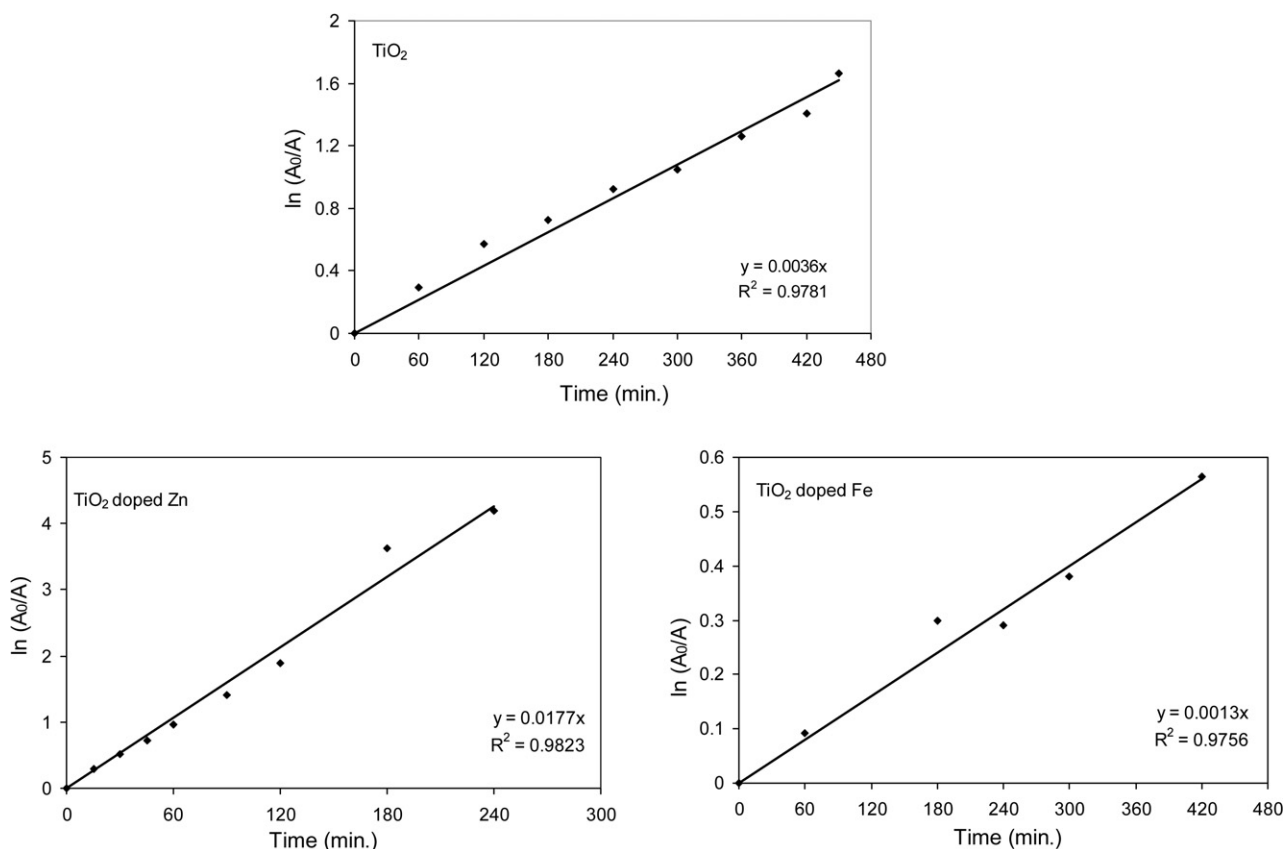 TiO₂
ln (A₀/A)
2
1.6
1.2
0.8
0.4
0
0 60 120 180 240 300 360 420 480
Time (min.)
y = 0.0036x
R² = 0.9781
TiO₂ doped Zn
ln (A₀/A)
5
4
3
2
1
0
0 60 120 180 240 300
Time (min.)
y = 0.0177x
R² = 0.9823
TiO₂ doped Fe
ln (A₀/A)
0.6
0.5
0.4
0.3
0.2
0.1
0
0 60 120 180 240 300 360 420 480
Time (min.)
y = 0.0013x
R² = 0.9756